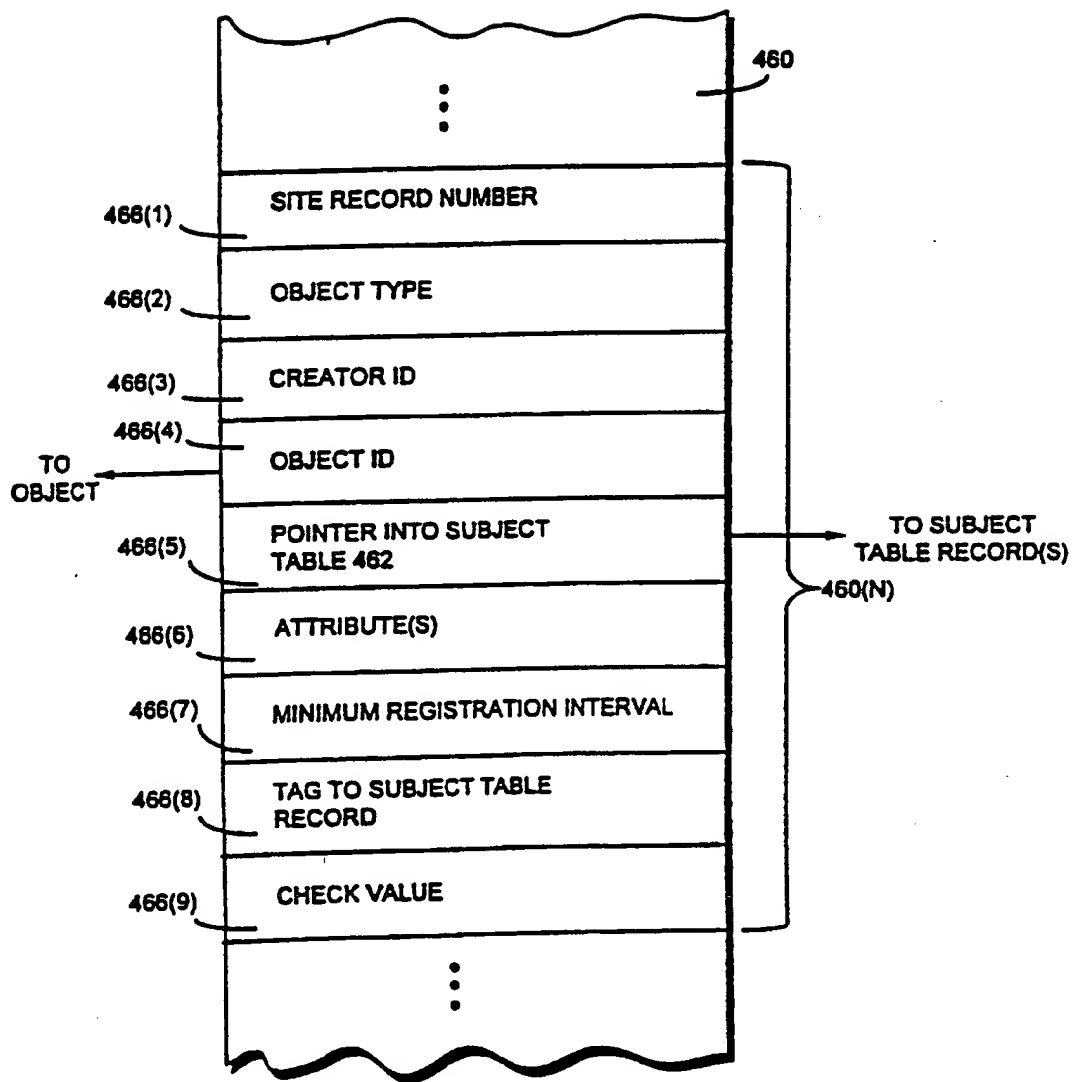 460
SITE RECORD NUMBER
466(1)
OBJECT TYPE
466(2)
CREATOR ID
466(3)
466(4)
OBJECT ID
TO
OBJECT
POINTER INTO SUBJECT
TABLE 462
466(5)
TO SUBJECT
TABLE RECORD(S)
460(N)
ATTRIBUTE(S)
466(6)
MINIMUM REGISTRATION INTERVAL
466(7)
TAG TO SUBJECT TABLE
RECORD
466(8)
CHECK VALUE
466(9)